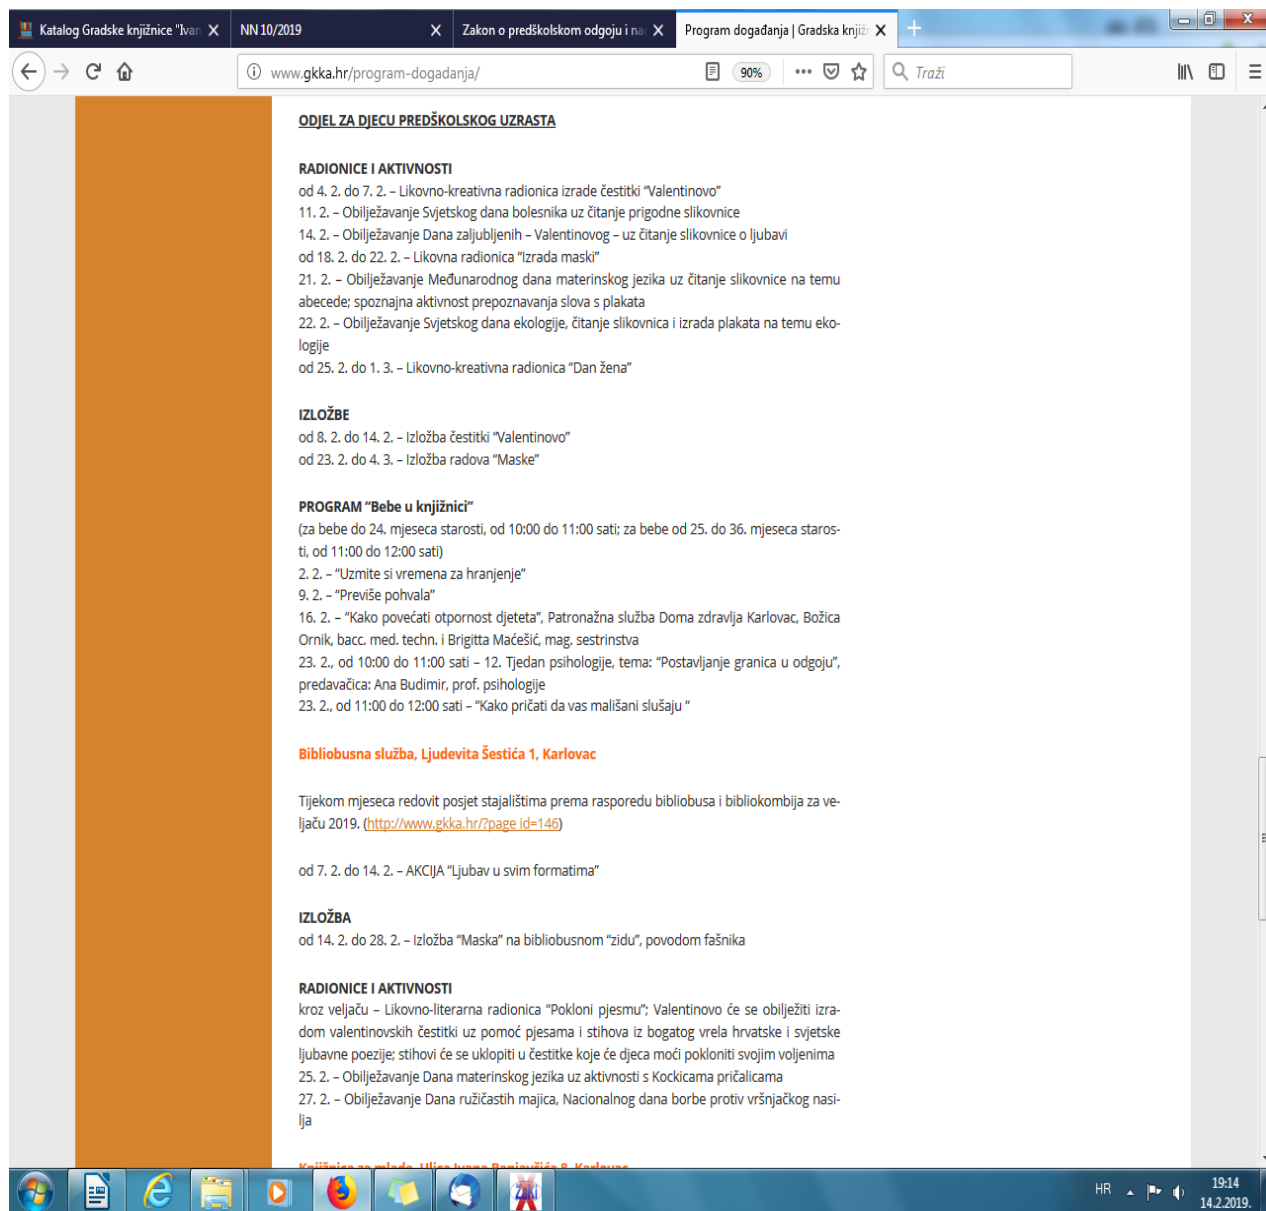 Katalog Gradske knjižnice "Ivan
NN 10/2019
Zakon o predškolskom odgoju i na
Program događanja | Gradska knjiž
www.gkka.hr/program-dogadanja/
90%
Traži
ODJEL ZA DJECU PREDŠKOLSKOG UZRASTA
RADIONICE I AKTIVNOSTI
od 4. 2. do 7. 2. – Likovno-kreativna radionica izrade čestitki “Valentinovo”
11. 2. – Obilježavanje Svjetskog dana bolesnika uz čitanje prigodne slikovnice
14. 2. – Obilježavanje Dana zaljubljenih – Valentinovog – uz čitanje slikovnice o ljubavi
od 18. 2. do 22. 2. – Likovna radionica “Izrada maski”
21. 2. – Obilježavanje Međunarodnog dana materinskog jezika uz čitanje slikovnice na temu
abecede; spoznajna aktivnost prepoznavanja slova s plakata
22. 2. – Obilježavanje Svjetskog dana ekologije, čitanje slikovnica i izrada plakata na temu eko-
logije
od 25. 2. do 1. 3. – Likovno-kreativna radionica “Dan žena”
IZLOŽBE
od 8. 2. do 14. 2. – Izložba čestitki “Valentinovo”
od 23. 2. do 4. 3. – Izložba radova “Maske”
PROGRAM “Bebe u knjižnici”
(za bebe do 24. mjeseca starosti, od 10:00 do 11:00 sati; za bebe od 25. do 36. mjeseca staros-
ti, od 11:00 do 12:00 sati)
2. 2. – “Uzmite si vremena za hranjenje”
9. 2. – “Previše pohvala”
16. 2. – “Kako povećati otpornost djeteta”, Patronažna služba Doma zdravlja Karlovac, Božica
Ornik, bacc. med. techn. i Brigitta Maćešić, mag. sestrinstva
23. 2., od 10:00 do 11:00 sati – 12. Tjedan psihologije, tema: “Postavljanje granica u odgoju”,
predavačica: Ana Budimir, prof. psihologije
23. 2., od 11:00 do 12:00 sati – “Kako pričati da vas mališani slušaju “
Bibliobusna služba, Ljudevita Šestića 1, Karlovac
Tijekom mjeseca redovit posjet stajalištima prema rasporedu bibliobusa i bibliokombija za ve-
ljaču 2019. (http://www.gkka.hr/?page id=146)
od 7. 2. do 14. 2. – AKCIJA “Ljubav u svim formatima”
IZLOŽBA
od 14. 2. do 28. 2. – Izložba “Maska” na bibliobusnom “zidu”, povodom fašnika
RADIONICE I AKTIVNOSTI
kroz veljaču – Likovno-literarna radionica “Pokloni pjesmu”; Valentinovo će se obilježiti izra-
dom valentinovskih čestitki uz pomoć pjesama i stihova iz bogatog vrela hrvatske i svjetske
ljubavne poezije; stihovi će se uklopiti u čestitke koje će djeca moći pokloniti svojim voljenima
25. 2. – Obilježavanje Dana materinskog jezika uz aktivnosti s Kockicama pričalicama
27. 2. – Obilježavanje Dana ružičastih majica, Nacionalnog dana borbe protiv vršnjačkog nasi-
lja
Knjižnica za mlade, Ulica Ivana Banjavčića 8, Karlovac
ZAKI
HR
19:14
14.2.2019.